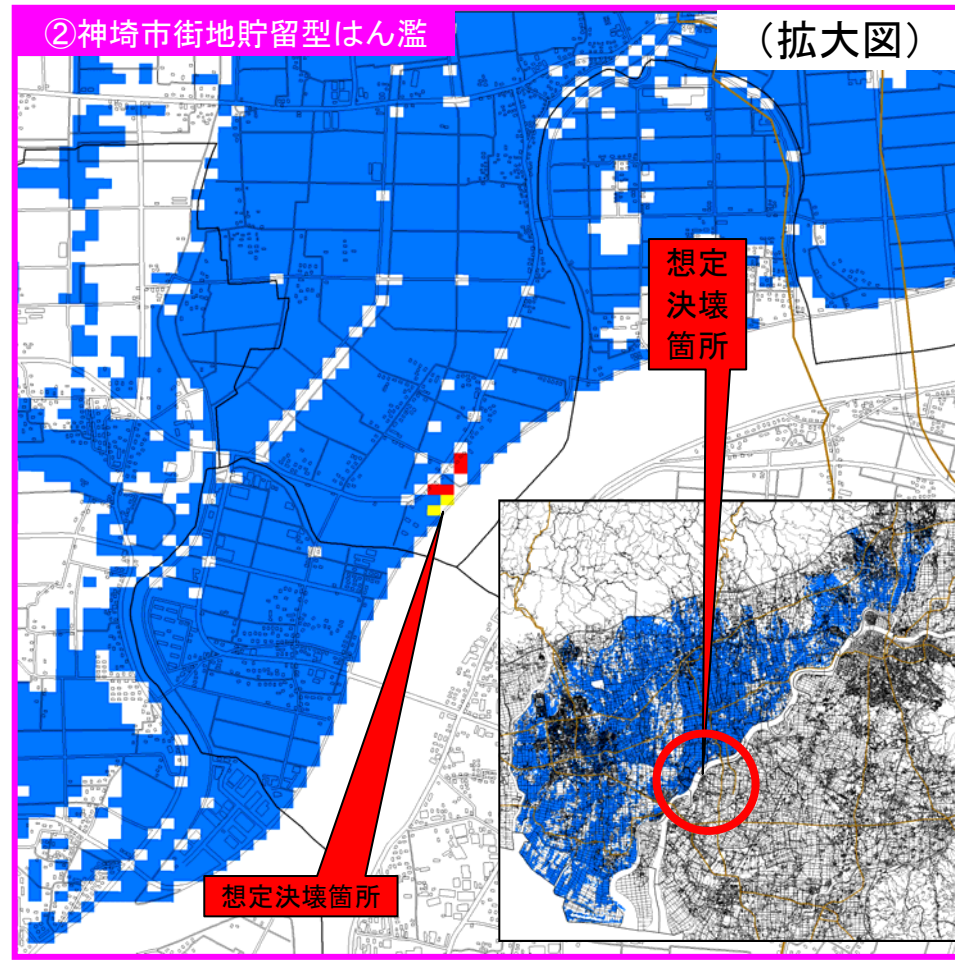 ②神埼市街地貯留型はん濫
（拡大図）
想定
決壊
箇所
想定決壊箇所